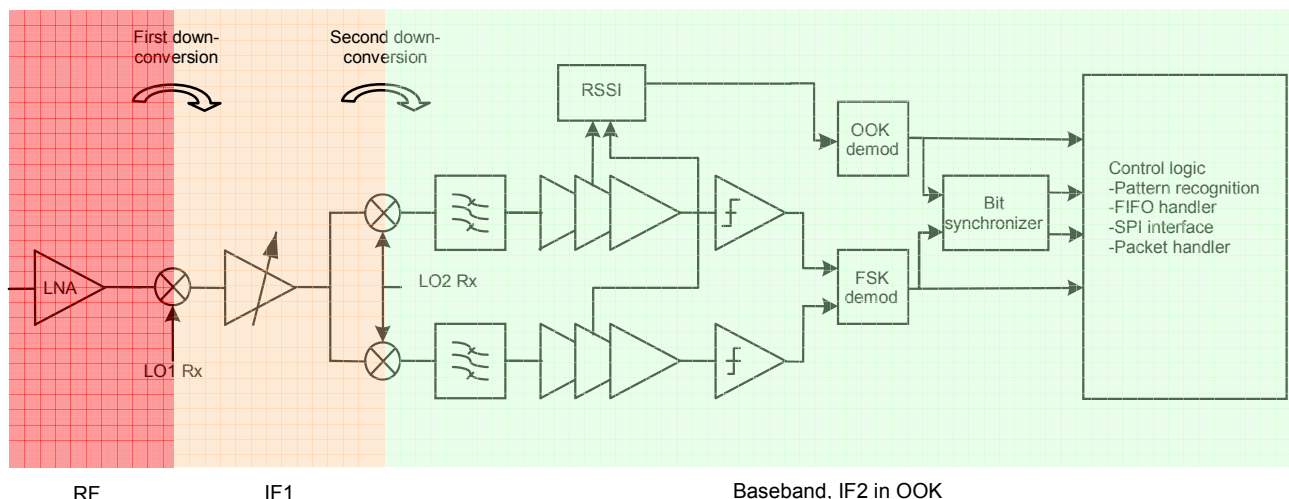 First down-
conversion
Second down-
conversion
RSSI
OOK
demod
Control logic
-Pattern recognition
-FIFO handler
-SPI interface
-Packet handler
Bit
synchronizer
LNA
LO2 Rx
FSK
demod
LO1 Rx
RF
IF1
Baseband, IF2 in OOK